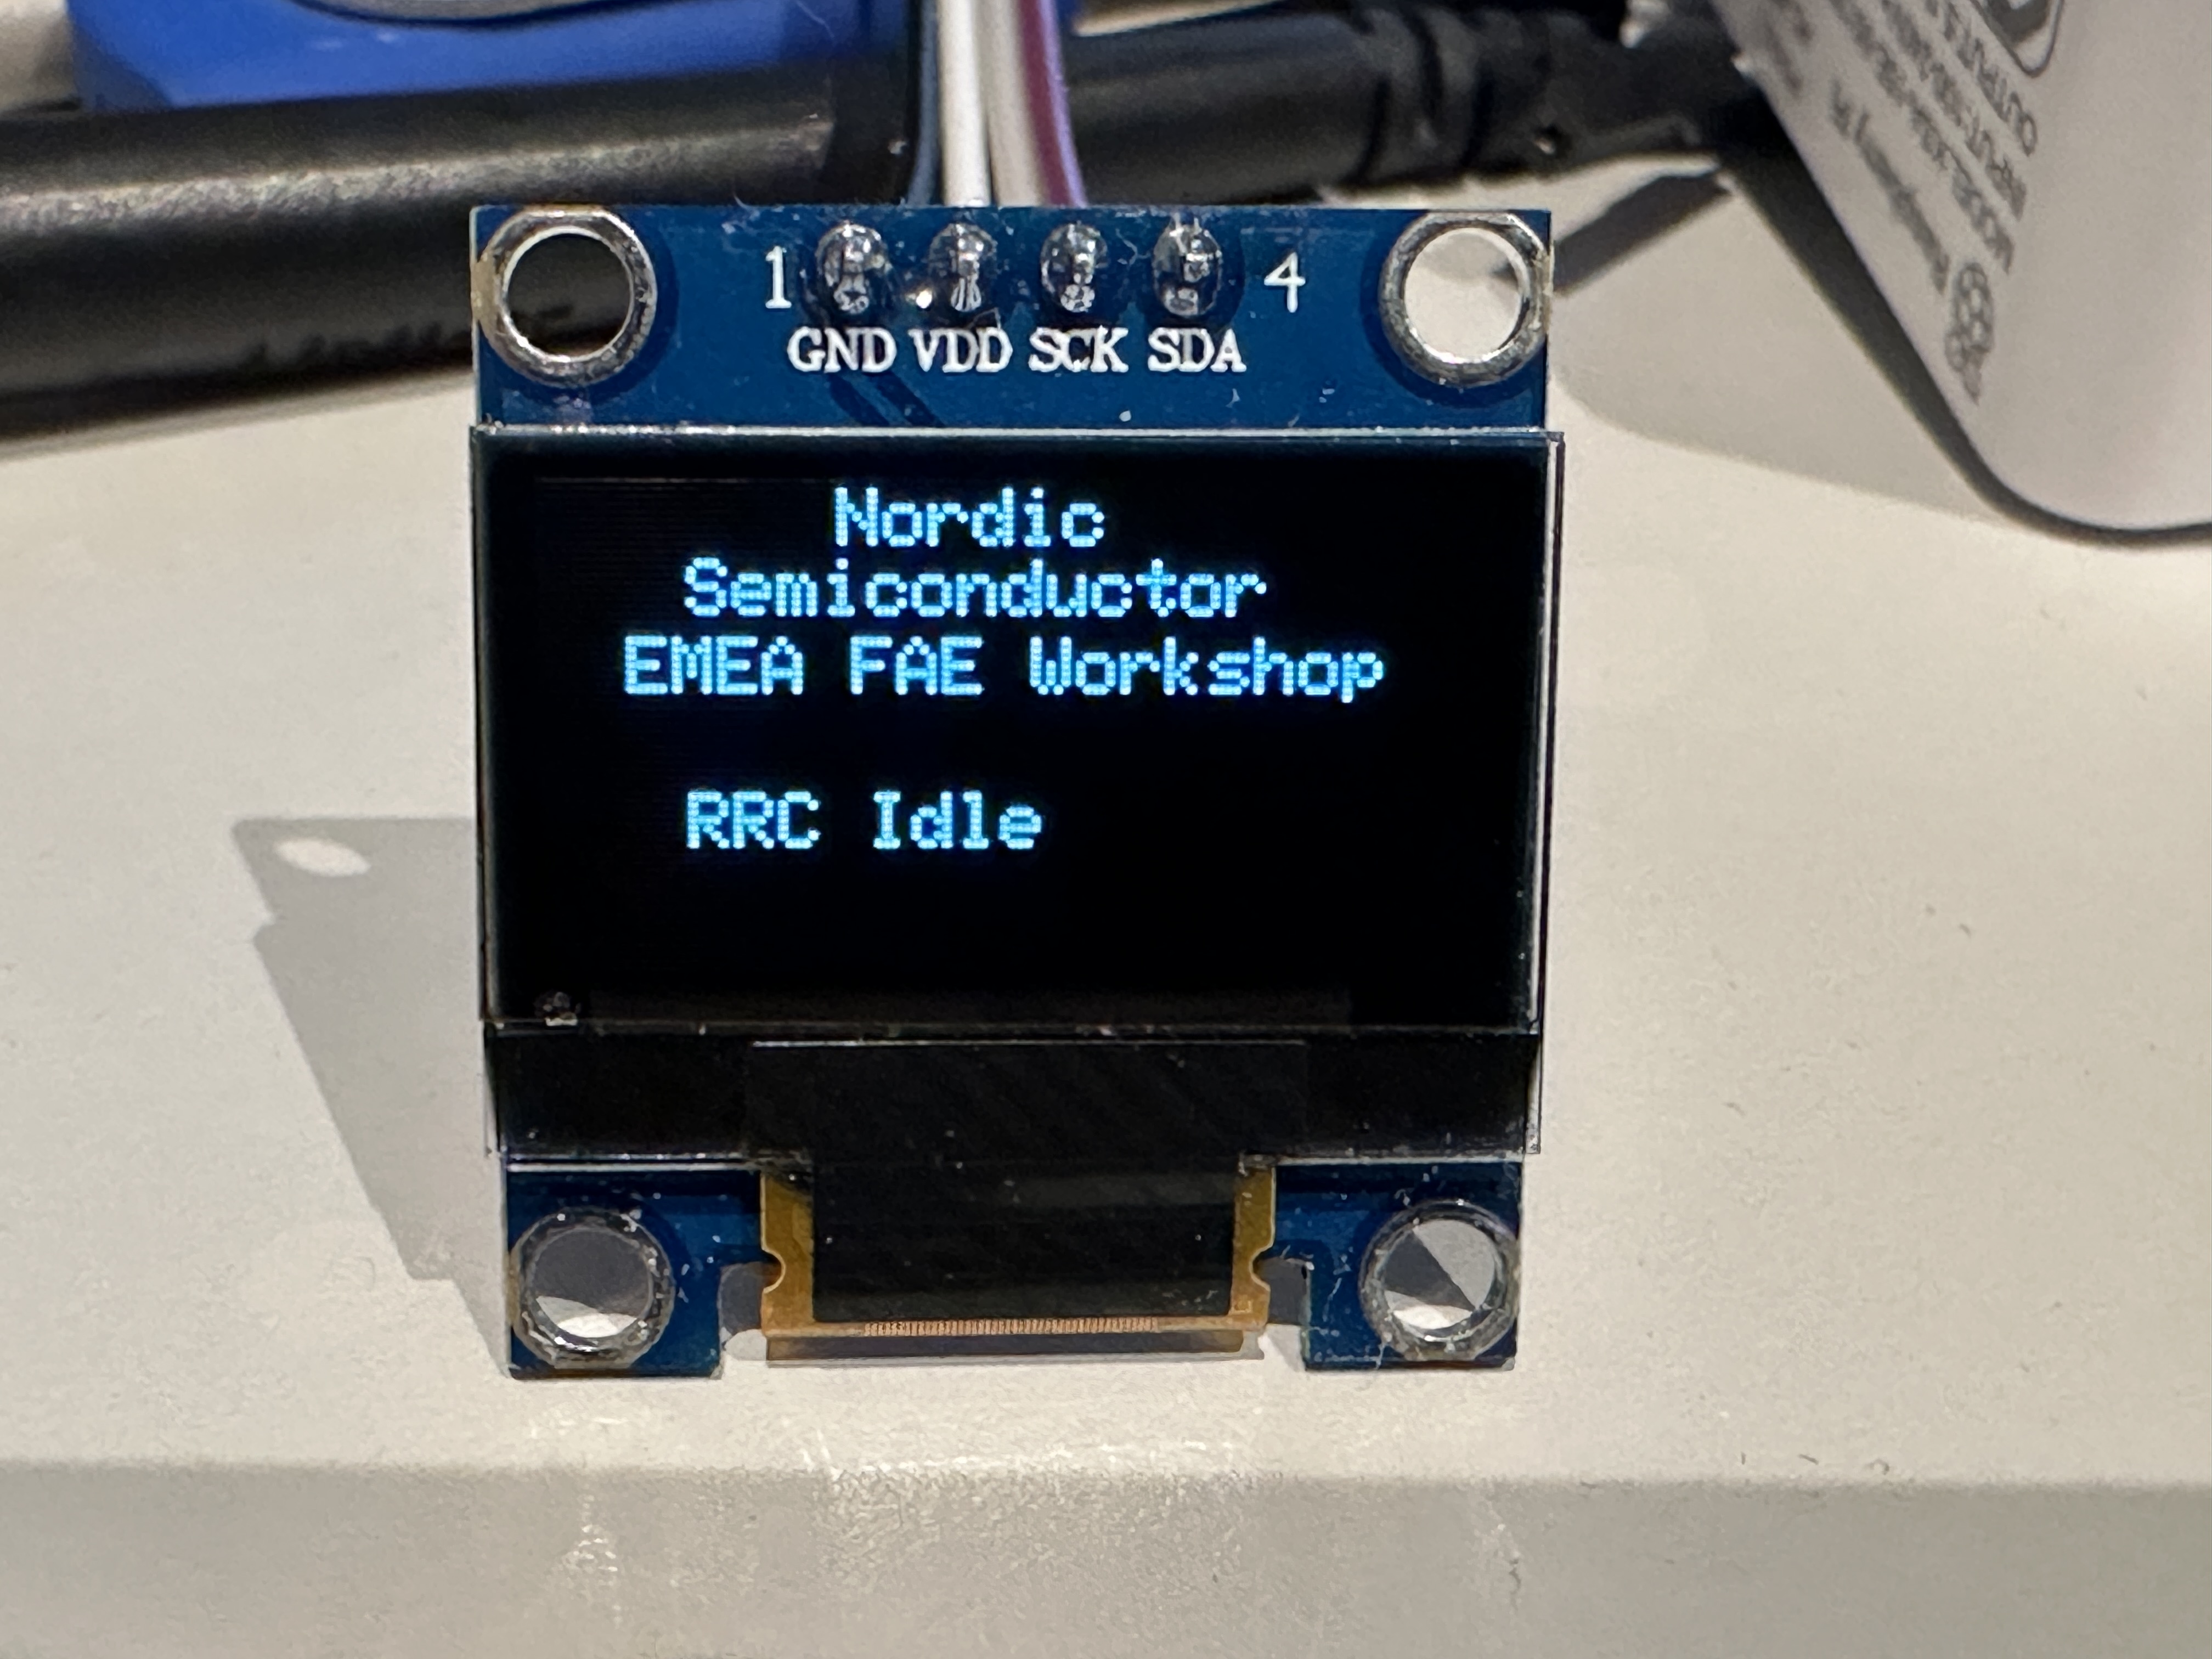 1 4
GND VDD SCK SDA
Nordic
Semiconductor
EMEA FAE Workshop
RRC Idle